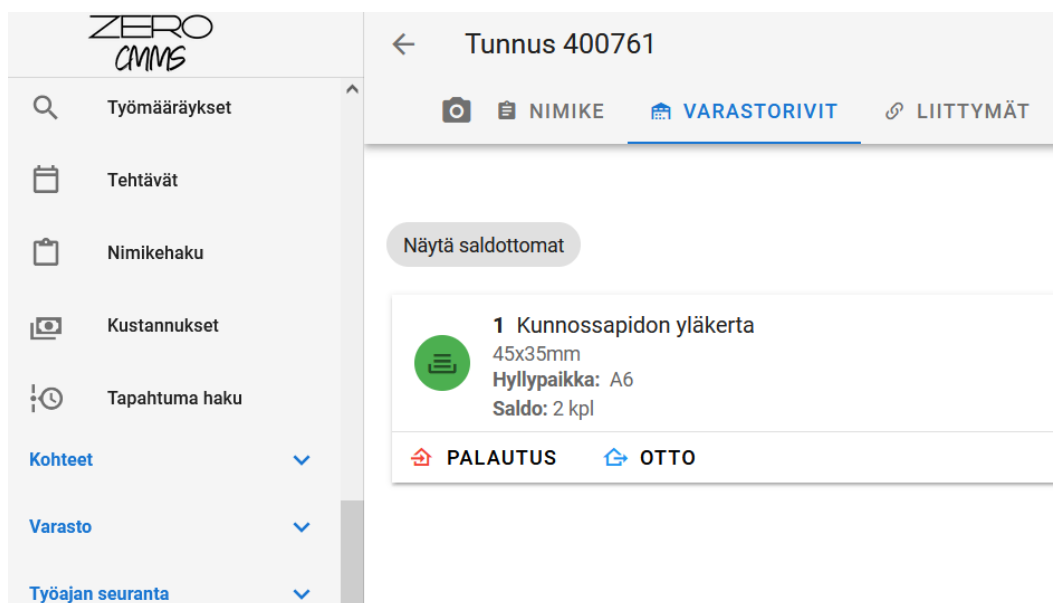 ZERO
CMMS
Työmääräykset
Tehtävät
Nimikehaku
Kustannukset
Tapahtuma haku
Kohteet
Varasto
Työajan seuranta
Tunnus 400761
NIMIKE
VARASTORIVIT
LIITTYMÄT
Näytä saldottomat
1 Kunnossapidon yläkerta
45x35mm
Hyllypaikka: A6
Saldo: 2 kpl
PALAUTUS
OTTO